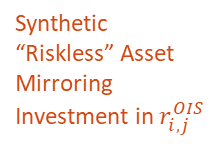 Synthetic
“Riskless” Asset
Mirroring
Investment in $r_{i,j}^{OIS}$